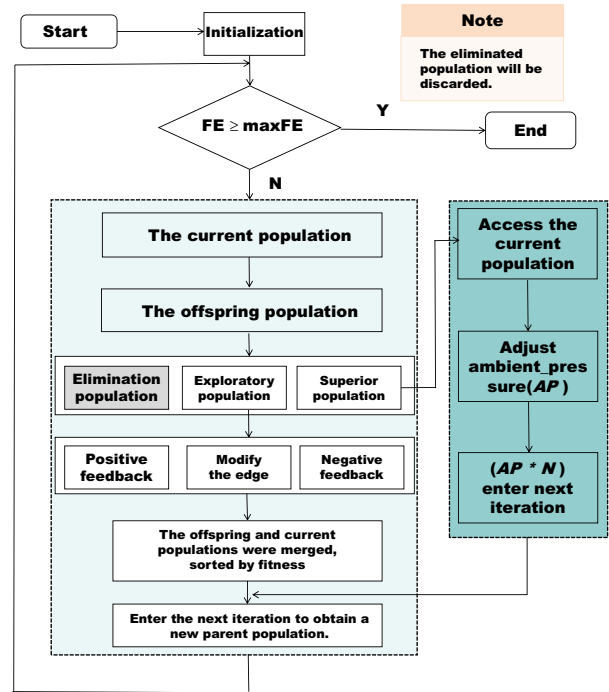 Start
Initialization
Note
The eliminated
population will be
discarded.
FE ≥ maxFE
Y
End
N
The current population
Access the
current
population
The offspring population
Elimination
population
Exploratory
population
Superior
population
Adjust
ambient_pres
sure(AP)
Positive
feedback
Modify
the edge
Negative
feedback
(AP * N)
enter next
iteration
The offspring and current
populations were merged,
sorted by fitness
Enter the next iteration to obtain a
new parent population.